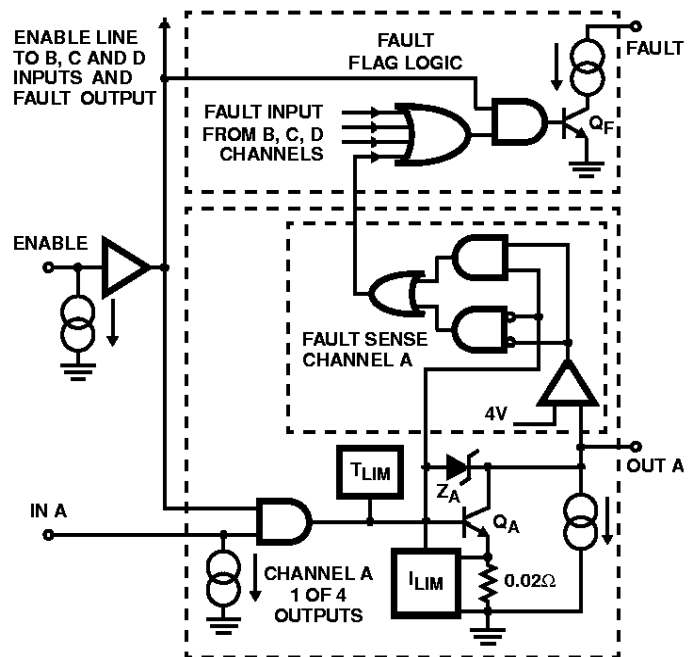 ENABLE LINE
TO B, C AND D
INPUTS AND
FAULT OUTPUT
FAULT
FLAG LOGIC
FAULT
FAULT INPUT
FROM B, C, D
CHANNELS
QF
ENABLE
FAULT SENSE
CHANNEL A
4V
OUT A
TLIM
ZA
IN A
QA
CHANNEL A
1 OF 4
OUTPUTS
ILIM
0.02Ω